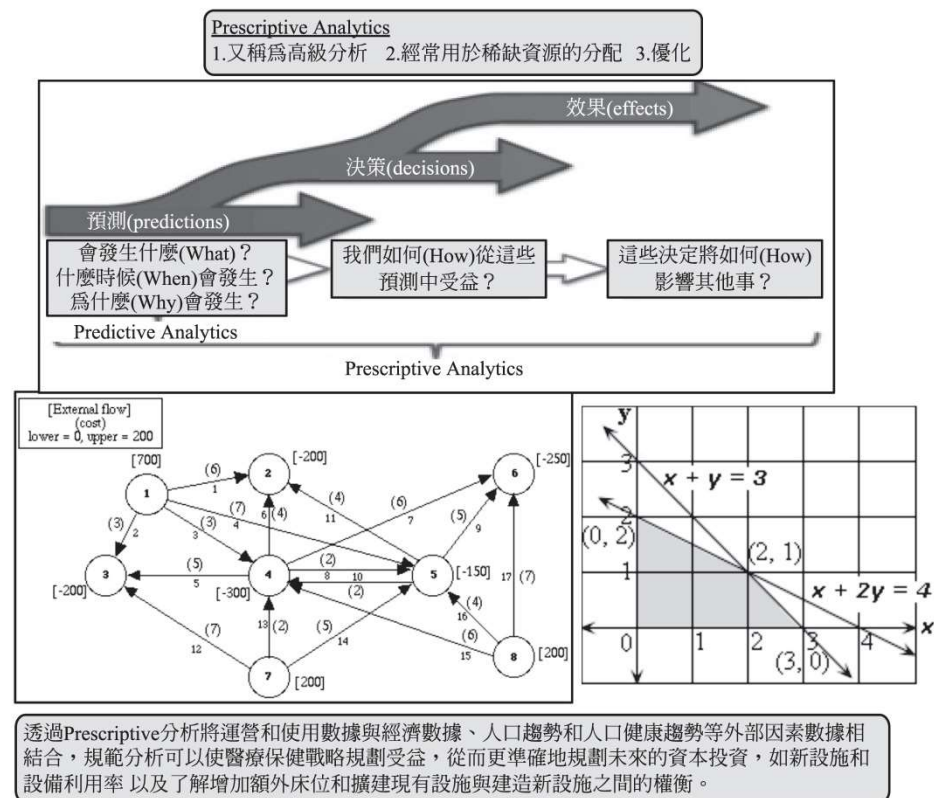 Prescriptive Analytics
1.又稱爲高級分析 2.經常用於稀缺資源的分配 3.優化
效果(effects)
決策(decisions)
預測(predictions)
會發生什麼(What)？
什麼時候(When)會發生？
爲什麼(Why)會發生？
我們如何(How)從這些
預測中受益？
這些決定將如何(How)
影響其他事？
Predictive Analytics
Prescriptive Analytics
[External flow]
(cost)
lower = 0, upper = 200
[700]
1
(6)
1
2
[-200]
6
[-250]
(3)
2
(3)
3
(7)
4
6
(4)
(4)
11
(6)
7
(5)
9
17
(7)
3
[-200]
(5)
5
4
[-300]
(2)
8
10
(2)
5
[-150]
(4)
16
(7)
12
13
(2)
(5)
14
(6)
15
7
[200]
8
[200]
y
3
x + y = 3
2
(0, 2)
(2, 1)
1
x + 2y = 4
x
0
1
2
3
4
(3, 0)
透過Prescriptive分析將運營和使用數據與經濟數據、人口趨勢和人口健康趨勢等外部因素數據相
結合，規範分析可以使醫療保健戰略規劃受益，從而更準確地規劃未來的資本投資，如新設施和
設備利用率 以及了解增加額外床位和擴建現有設施與建造新設施之間的權衡。